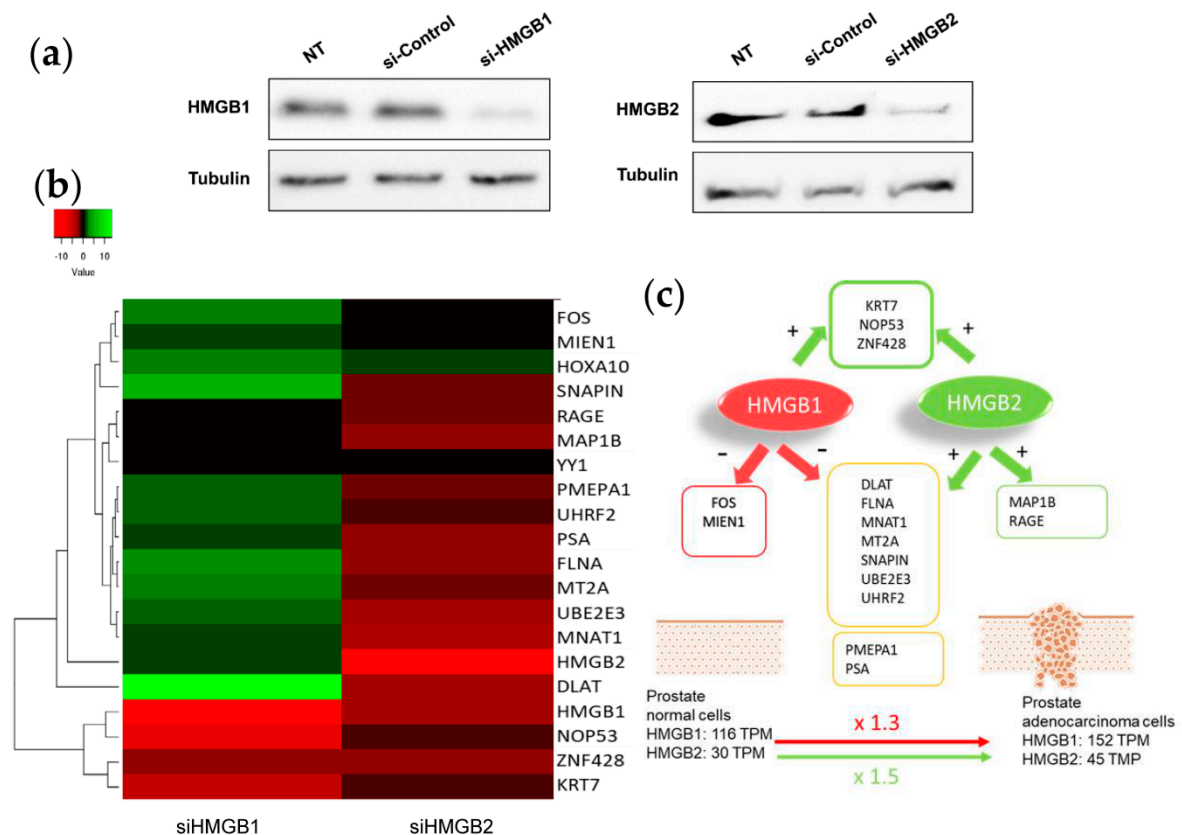 (a)
NT
si-Control
si-HMGB1
HMGB1
Tubulin
NT
si-Control
si-HMGB2
HMGB2
Tubulin
(b)
-10 0 10
Value
FOS
MIEN1
HOXA10
SNAPIN
RAGE
MAP1B
YY1
PMEPA1
UHRF2
PSA
FLNA
MT2A
UBE2E3
MNAT1
HMGB2
DLAT
HMGB1
NOP53
ZNF428
KRT7
siHMGB1
siHMGB2
(c)
KRT7
NOP53
ZNF428
+
+
HMGB1
HMGB2
-
-
+
+
FOS
MIEN1
DLAT
FLNA
MNAT1
MT2A
SNAPIN
UBE2E3
UHRF2
MAP1B
RAGE
PMEPA1
PSA
Prostate
normal cells
HMGB1: 116 TPM
HMGB2: 30 TPM
x 1.3
x 1.5
Prostate
adenocarcinoma cells
HMGB1: 152 TPM
HMGB2: 45 TMP